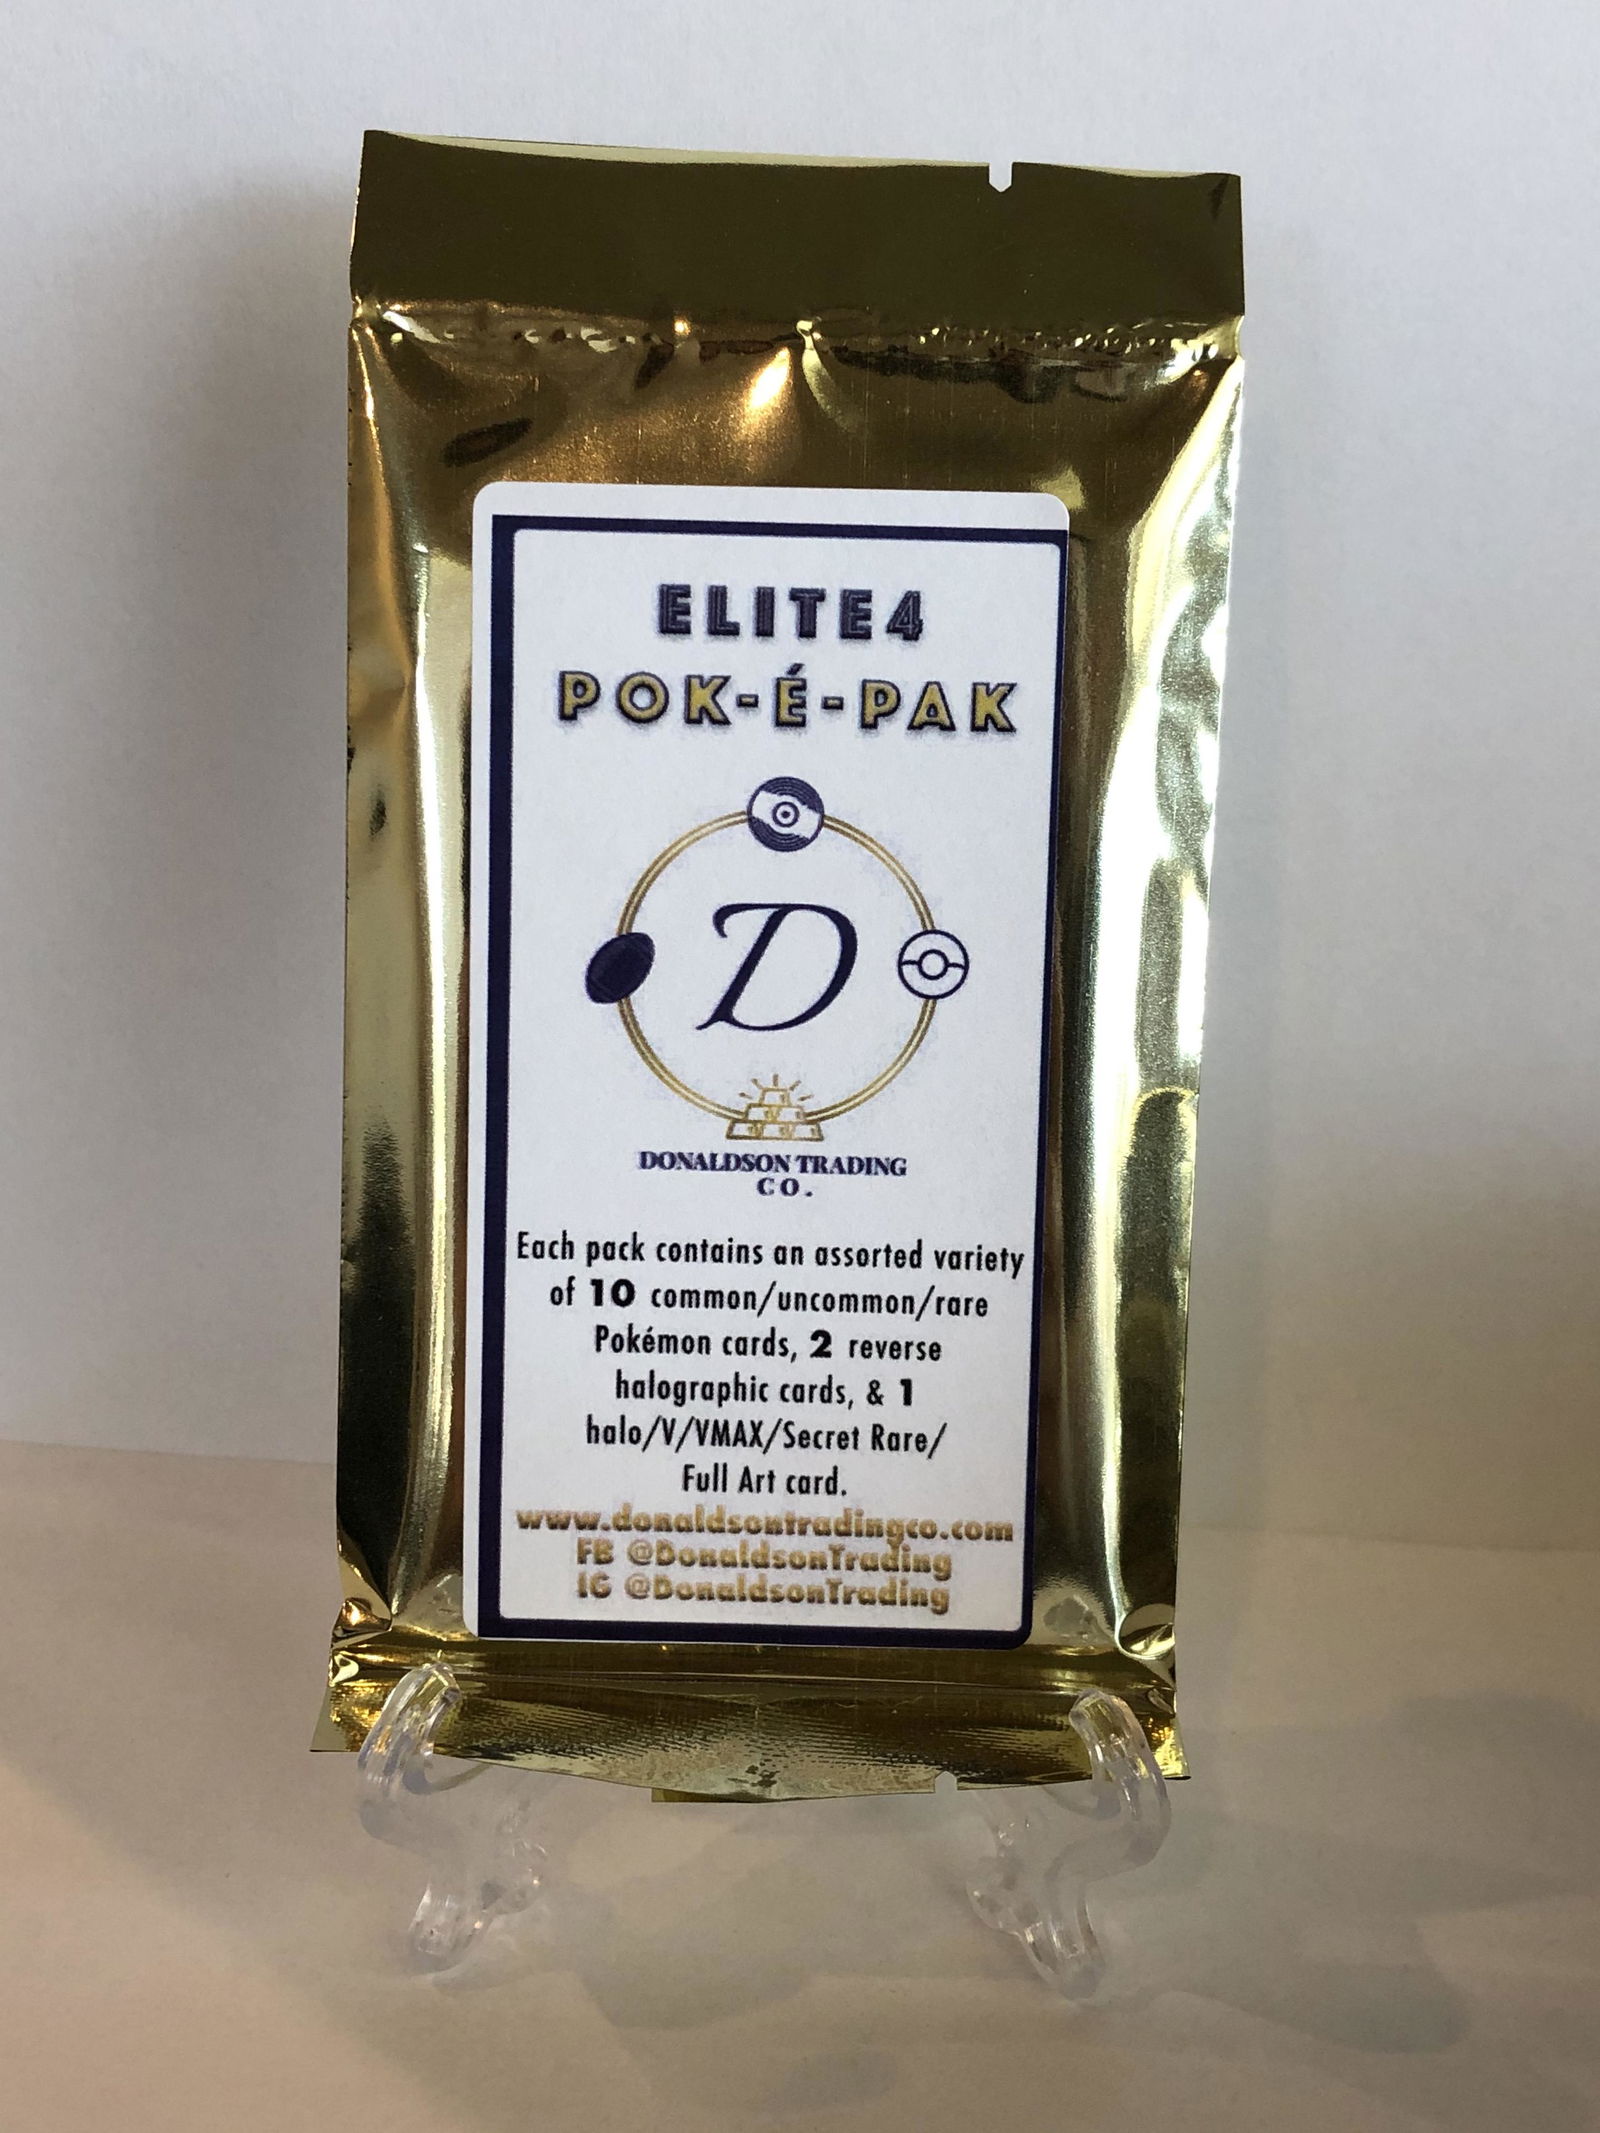 ELITE4
POK-É-PAK
D
DONALDSON TRADING
CO.
Each pack contains an assorted variety
of 10 common/uncommon/rare
Pokémon cards, 2 reverse
halographic cards, & 1
halo/V/VMAX/Secret Rare/
Full Art card.
www.donaldsontradingco.com
FB @DonaldsonTrading
IG @DonaldsonTrading